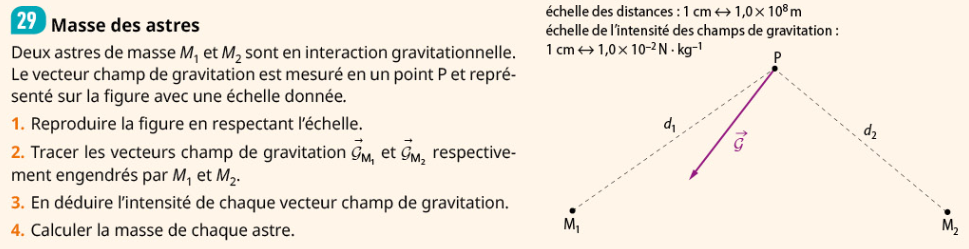 29 Masse des astres
Deux astres de masse M₁ et M₂ sont en interaction gravitationnelle.
Le vecteur champ de gravitation est mesuré en un point P et repré-
senté sur la figure avec une échelle donnée.
1. Reproduire la figure en respectant l’échelle.
2. Tracer les vecteurs champ de gravitation 𝒢⃗M₁ et 𝒢⃗M₂ respective-
ment engendrés par M₁ et M₂.
3. En déduire l’intensité de chaque vecteur champ de gravitation.
4. Calculer la masse de chaque astre.
échelle des distances : 1 cm ↔ 1,0 × 10⁸ m
échelle de l’intensité des champs de gravitation :
1 cm ↔ 1,0 × 10⁻² N · kg⁻¹
P
d₁
d₂
𝒢⃗
M₁
M₂